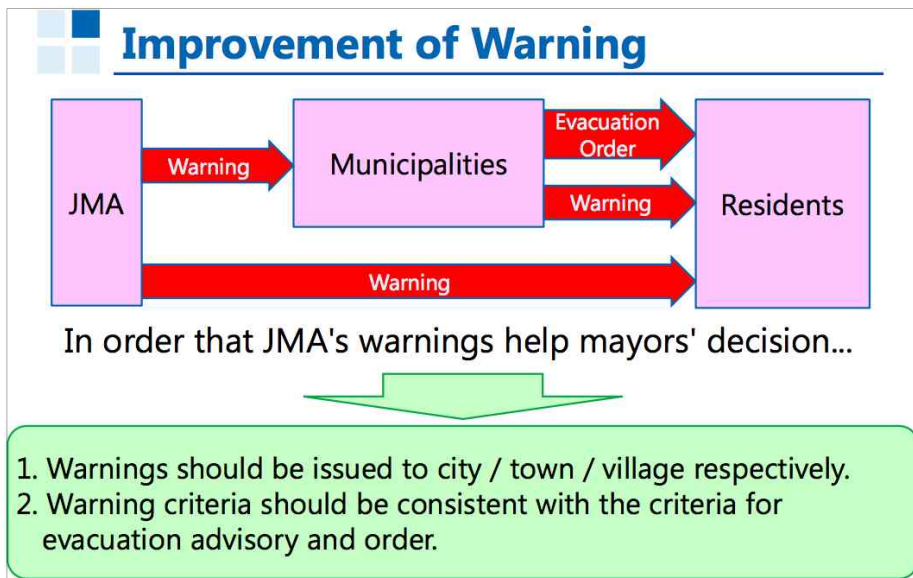 Improvement of Warning
JMA
Warning
Municipalities
Evacuation
Order
Warning
Residents
Warning
In order that JMA's warnings help mayors' decision...
1. Warnings should be issued to city / town / village respectively.
2. Warning criteria should be consistent with the criteria for
evacuation advisory and order.